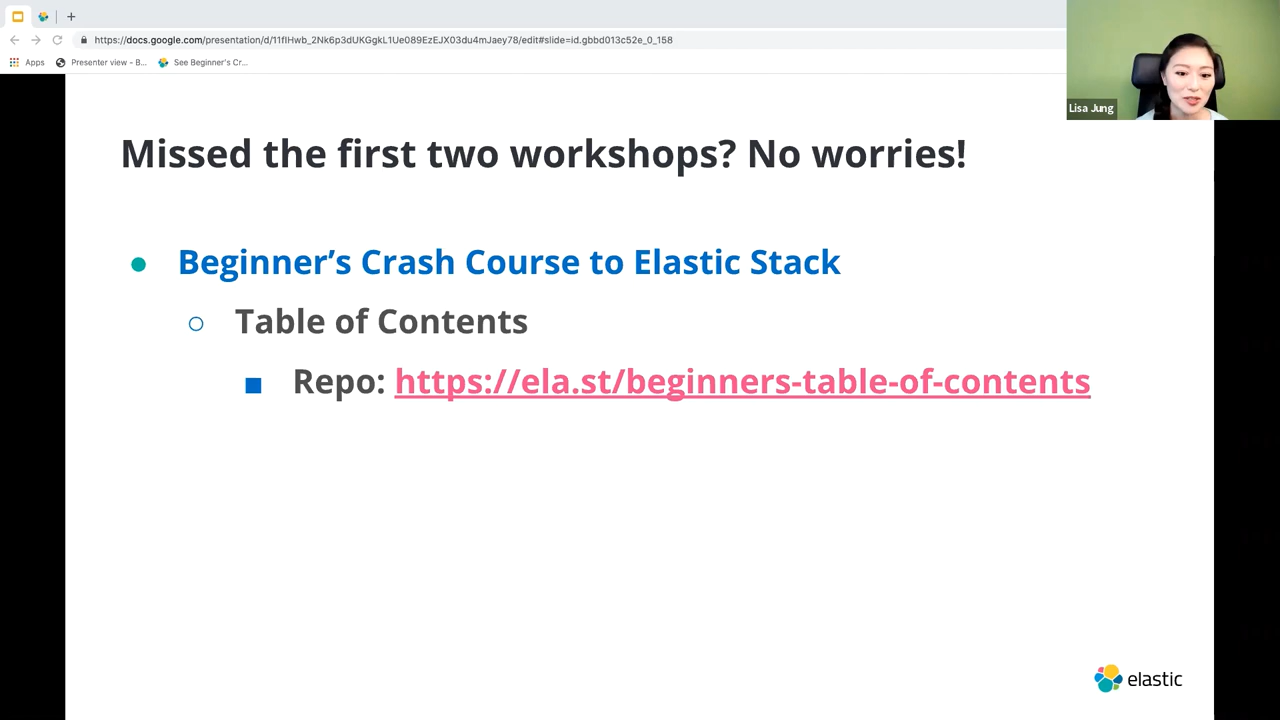 https://docs.google.com/presentation/d/11fIHwb_2Nk6p3dUKGgkL1Ue089EzEJX03du4mJaey78/edit#slide=id.gbbd013c52e_0_158
Apps
Presenter view – B...
See Beginner's Cr...
Lisa Jung
Missed the first two workshops? No worries!
● Beginner’s Crash Course to Elastic Stack
○ Table of Contents
■ Repo: https://ela.st/beginners-table-of-contents
elastic